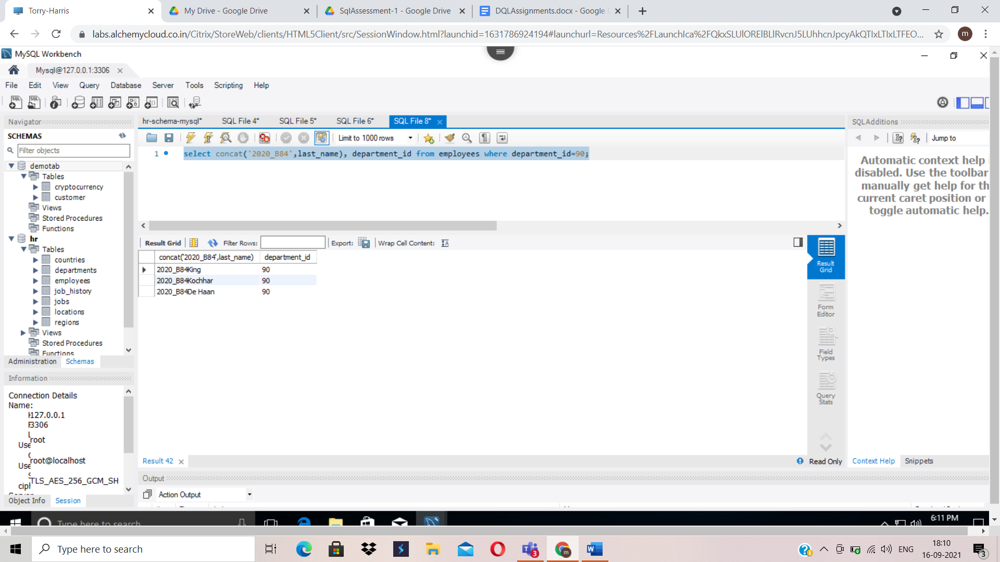 Torry-Harris
My Drive - Google Drive
SqlAssessment-1 - Google Drive
DQLAssignments.docx - Google
labs.alchemycloud.co.in/Citrix/StoreWeb/clients/HTML5Client/src/SessionWindow.html?launchid=1631786924194#launchurl=Resources%2FLaunchIca%2FQkxSLUlORElBLlRvcnJ5LUhhcnJpcyAkQTIxLTIxLTFEO...
m
MySQL Workbench
Mysql@127.0.0.1:3306
File Edit View Query Database Server Tools Scripting Help
Navigator
hr-schema-mysql* SQL File 4* SQL File 5* SQL File 6* SQL File 8*
SQLAdditions
SCHEMAS
Limit to 1000 rows
Jump to
Filter objects
1 select concat('2020_B84',last_name), department_id from employees where department_id=90;
Automatic context help
disabled. Use the toolbar
manually get help for
current caret position or
toggle automatic help.
demotab
Tables
cryptocurrency
customer
Views
Stored Procedures
Functions
hr
Tables
countries
departments
employees
job_history
jobs
locations
regions
Views
Stored Procedures
Functions
Administration Schemas
Result Grid Filter Rows: Export: Wrap Cell Content:
concat('2020_B84',last_name) department_id
2020_B84King 90
2020_B84Kochhar 90
2020_B84De Haan 90
Result
Grid
Form
Editor
Field
Types
Query
Stats
Information
Connection Details
Name:
127.0.0.1
3306
root
root@localhost
TLS_AES_256_GCM_SH
Object Info Session
Result 42
Read Only
Context Help Snippets
Output
Action Output
Type here to search
6:11 PM
Type here to search
3
ENG
18:10
16-09-2021
3